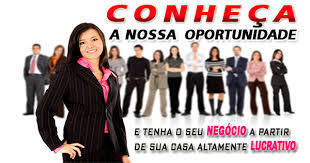 CONHEÇA
A NOSSA OPORTUNIDADE
E TENHA O SEU NEGÓCIO A PARTIR
DE SUA CASA ALTAMENTE LUCRATIVO